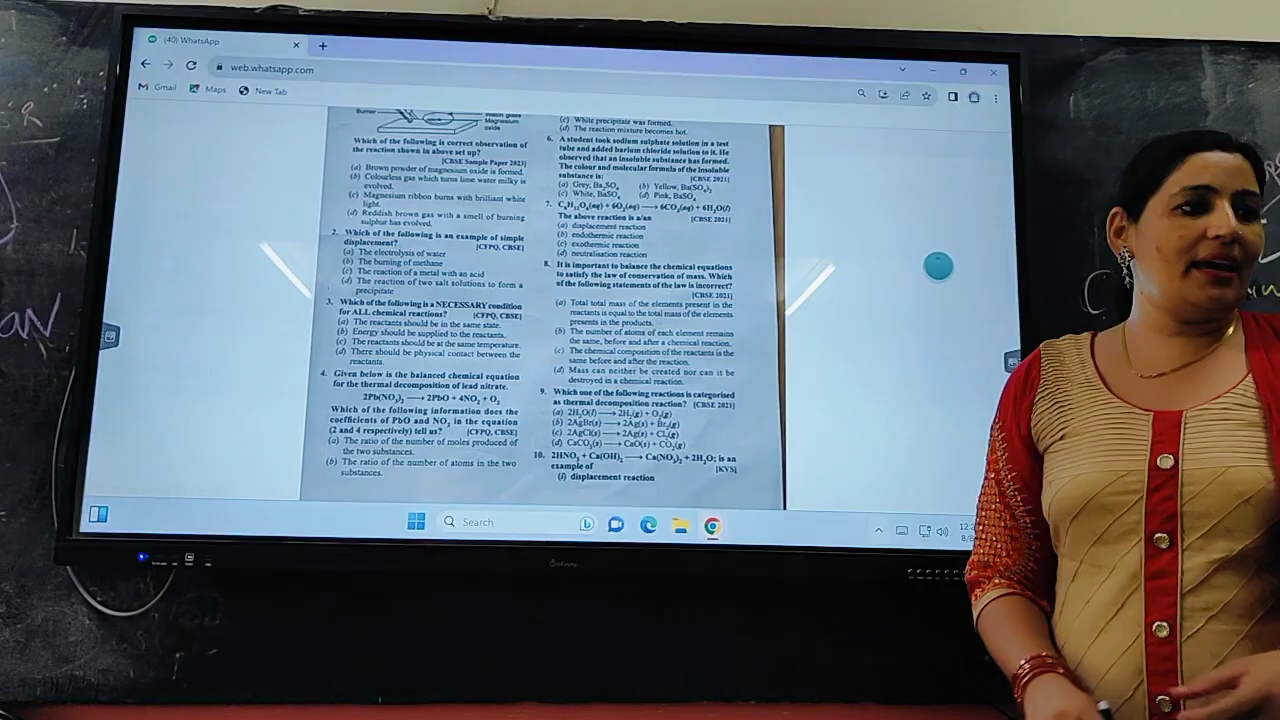 (40) WhatsApp
web.whatsapp.com
Gmail Maps New Tab
Burner
Watch glass
Magnesium
oxide
Which of the following is correct observation of
the reaction shown in above set up?
[CBSE Sample Paper 2023]
(a) Brown powder of magnesium oxide is formed.
(b) Colourless gas which turns lime water milky is
evolved.
(c) Magnesium ribbon burns with brilliant white
light.
(d) Reddish brown gas with a smell of burning
sulphur has evolved.
2. Which of the following is an example of simple
displacement? [CFPQ, CBSE]
(a) The electrolysis of water
(b) The burning of methane
(c) The reaction of a metal with an acid
(d) The reaction of two salt solutions to form a
precipitate
3. Which of the following is a NECESSARY condition
for ALL chemical reactions? [CFPQ, CBSE]
(a) The reactants should be in the same state.
(b) Energy should be supplied to the reactants.
(c) The reactants should be at the same temperature.
(d) There should be physical contact between the
reactants.
4. Given below is the balanced chemical equation
for the thermal decomposition of lead nitrate.
2Pb(NO₃)₂ ⟶ 2PbO + 4NO₂ + O₂
Which of the following information does the
coefficients of PbO and NO₂ in the equation
(2 and 4 respectively) tell us? [CFPQ, CBSE]
(a) The ratio of the number of moles produced of
the two substances.
(b) The ratio of the number of atoms in the two
substances.
(c) White precipitate was formed.
(d) The reaction mixture becomes hot.
6. A student took sodium sulphate solution in a test
tube and added barium chloride solution to it. He
observed that an insoluble substance has formed.
The colour and molecular formula of the insoluble
substance is: [CBSE 2021]
(a) Grey, Ba₂SO₄ (b) Yellow, Ba(SO₄)₂
(c) White, BaSO₄ (d) Pink, BaSO₄
7. C₆H₁₂O₆(aq) + 6O₂(aq) ⟶ 6CO₂(aq) + 6H₂O(l)
The above reaction is a/an [CBSE 2021]
(a) displacement reaction
(b) endothermic reaction
(c) exothermic reaction
(d) neutralisation reaction
8. It is important to balance the chemical equations
to satisfy the law of conservation of mass. Which
of the following statements of the law is incorrect?
[CBSE 2021]
(a) Total total mass of the elements present in the
reactants is equal to the total mass of the elements
presents in the products.
(b) The number of atoms of each element remains
the same, before and after a chemical reaction.
(c) The chemical composition of the reactants is the
same before and after the reaction.
(d) Mass can neither be created nor can it be
destroyed in a chemical reaction.
9. Which one of the following reactions is categorised
as thermal decomposition reaction? [CBSE 2021]
(a) 2H₂O(l) ⟶ 2H₂(g) + O₂(g)
(b) 2AgBr(s) ⟶ 2Ag(s) + Br₂(g)
(c) 2AgCl(s) ⟶ 2Ag(s) + Cl₂(g)
(d) CaCO₃(s) ⟶ CaO(s) + CO₂(g)
10. 2HNO₃ + Ca(OH)₂ ⟶ Ca(NO₃)₂ + 2H₂O; is an
example of [KVS]
(i) displacement reaction
Search